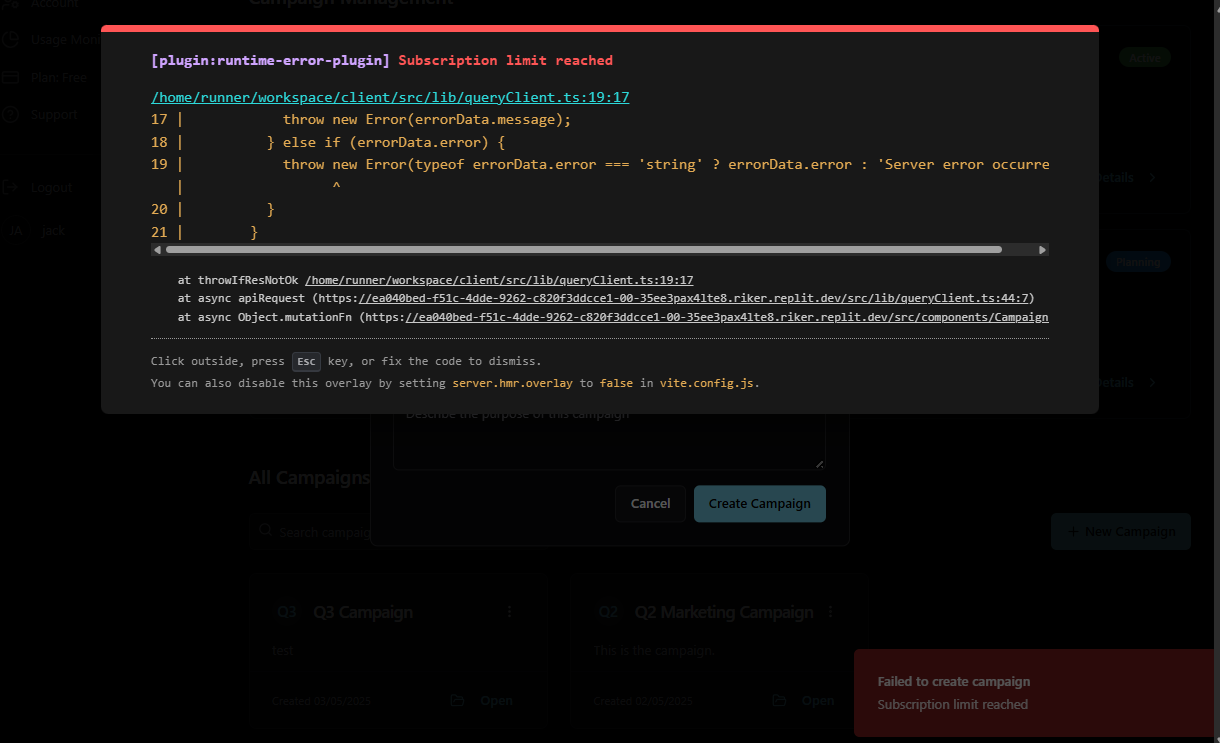 Account
Campaign Management
[plugin:runtime-error-plugin] Subscription limit reached
Usage Mon
Active
/home/runner/workspace/client/src/lib/queryClient.ts:19:17
Plan: Free
17 | throw new Error(errorData.message);
Support
18 | } else if (errorData.error) {
19 | throw new Error(typeof errorData.error === 'string' ? errorData.error : 'Server error occurre
| ^
etails
Logout
20 | }
JA jack
21 | }
Planning
at throwIfResNotOk /home/runner/workspace/client/src/lib/queryClient.ts:19:17
at async apiRequest (https://ea040bed-f51c-4dde-9262-c820f3ddcce1-00-35ee3pax4lte8.riker.replit.dev/src/lib/queryClient.ts:44:7)
at async Object.mutationFn (https://ea040bed-f51c-4dde-9262-c820f3ddcce1-00-35ee3pax4lte8.riker.replit.dev/src/components/Campaign
Click outside, press Esc key, or fix the code to dismiss.
You can also disable this overlay by setting server.hmr.overlay to false in vite.config.js.
etails
Describe the purpose of this campaign
All Campaigns
Cancel
Create Campaign
Search campaig
+ New Campaign
Q3 Q3 Campaign
Q2 Q2 Marketing Campaign
test
This is the campaign.
Created 03/05/2025
Open
Created 02/05/2025
Open
Failed to create campaign
Subscription limit reached